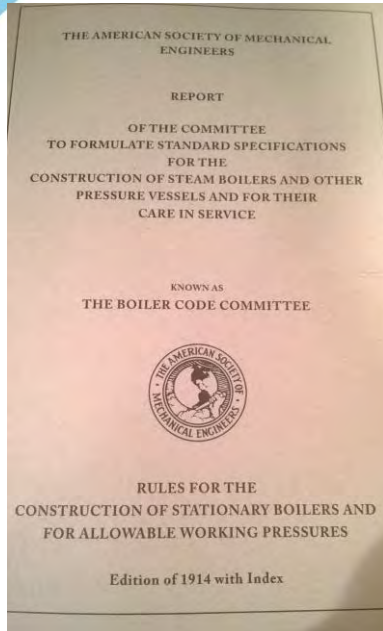 THE AMERICAN SOCIETY OF MECHANICAL
ENGINEERS
REPORT
OF THE COMMITTEE
TO FORMULATE STANDARD SPECIFICATIONS
FOR THE
CONSTRUCTION OF STEAM BOILERS AND OTHER
PRESSURE VESSELS AND FOR THEIR
CARE IN SERVICE
KNOWN AS
THE BOILER CODE COMMITTEE
· THE AMERICAN SOCIETY OF ·
MECHANICAL ENGINEERS
RULES FOR THE
CONSTRUCTION OF STATIONARY BOILERS AND
FOR ALLOWABLE WORKING PRESSURES
Edition of 1914 with Index